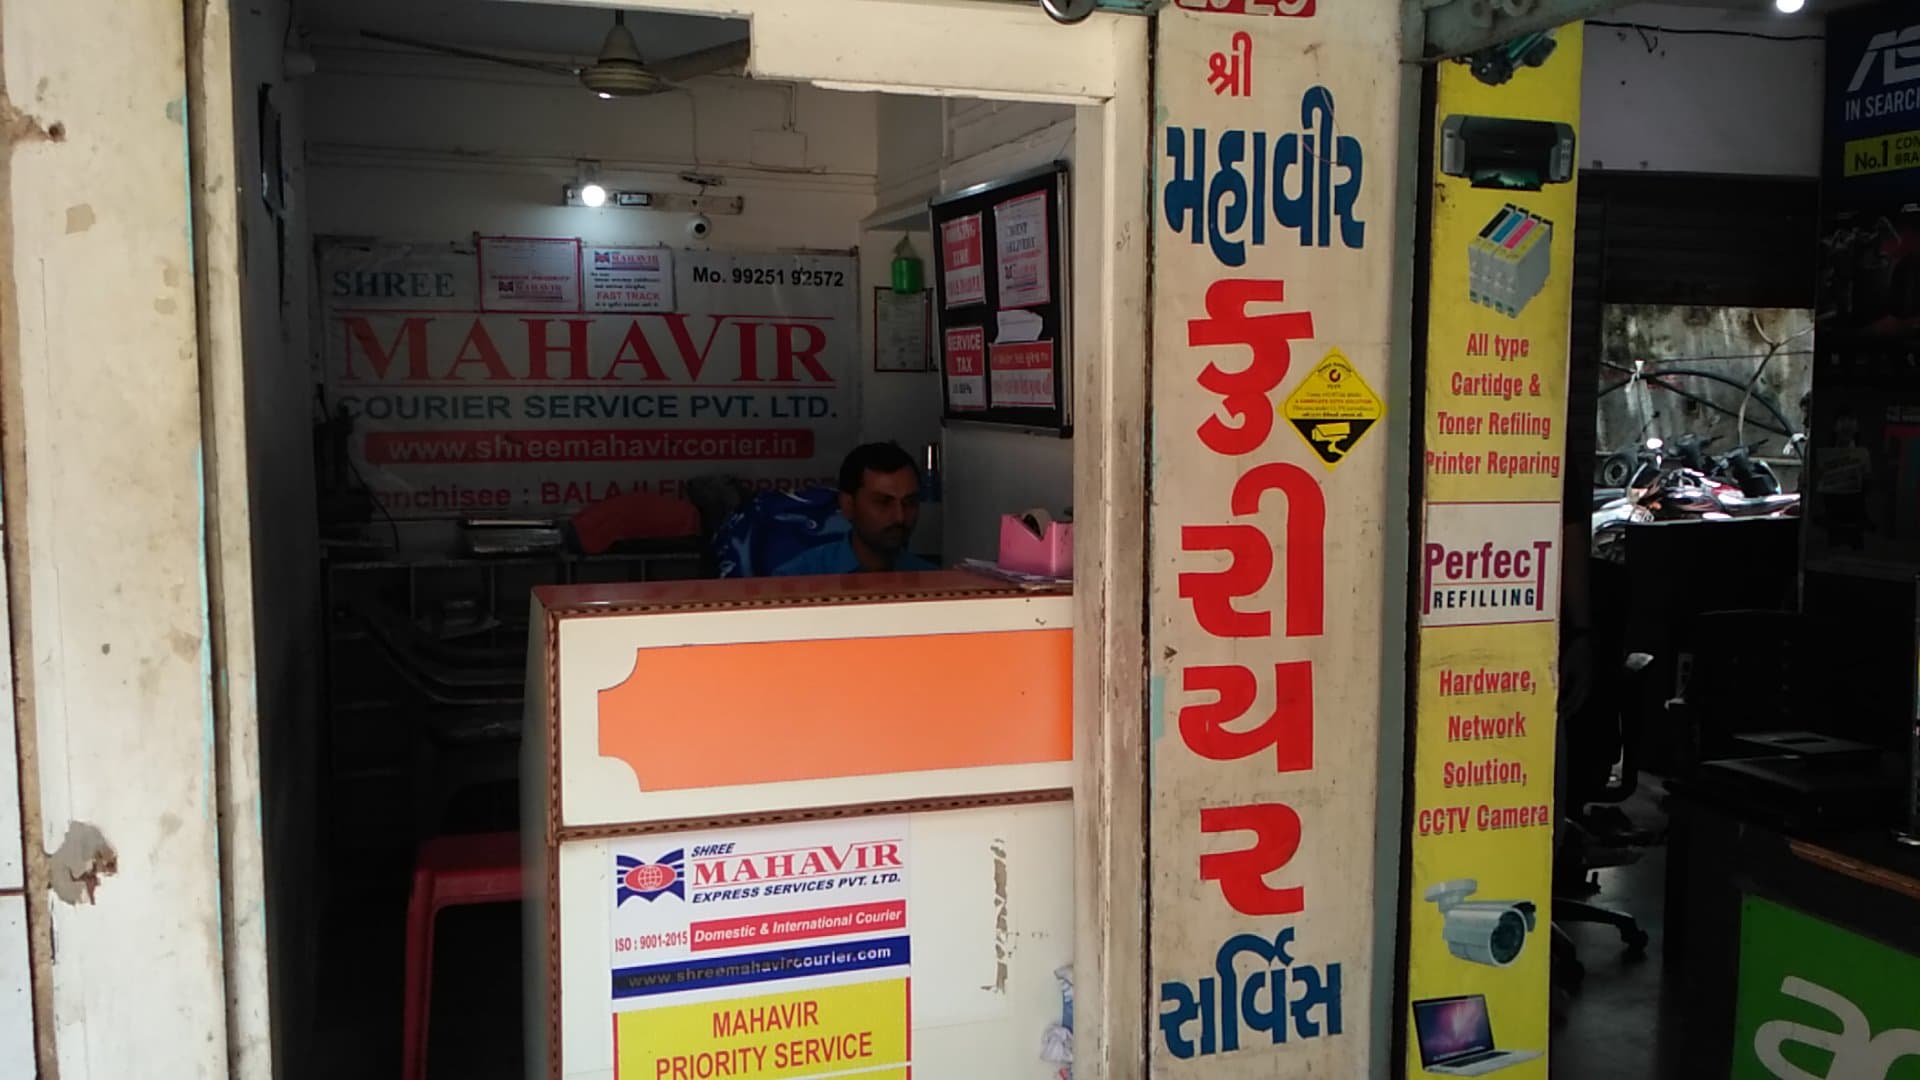 SHREE
Mo. 99251 92572
MAHAVIR
COURIER SERVICE PVT. LTD.
www.shreemahavircorier.in
MAHAVIR
FAST TRACK
SERVICE
TAX
SHREE
MAHAVIR
EXPRESS SERVICES PVT. LTD.
ISO : 9001-2015 Domestic & International Courier
www.shreemahavircourier.com
MAHAVIR
PRIORITY SERVICE
શ્રી
મહાવીર
કુરીયર
સર્વિસ
All type
Cartidge &
Toner Refiling
Printer Reparing
Perfect
REFILLING
Hardware,
Network
Solution,
CCTV Camera
IN SEARC
No.1